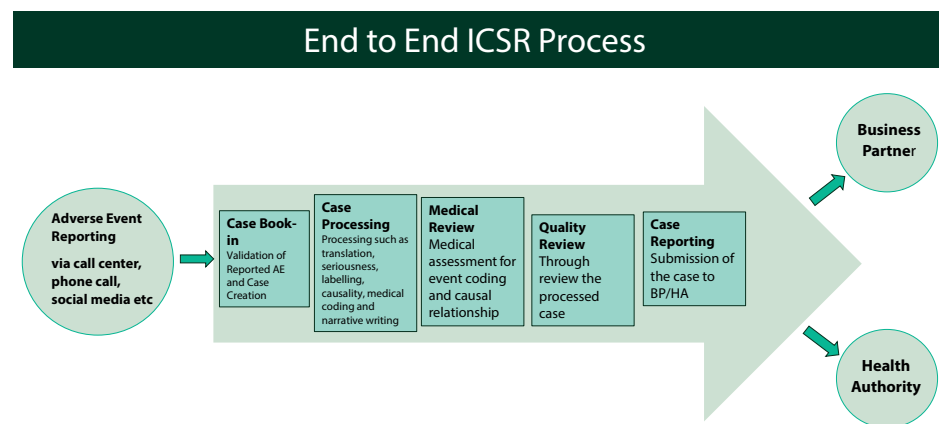 End to End ICSR Process
Adverse Event
Reporting
via call center,
phone call,
social media etc
Case Book-
in
Validation of
Reported AE
and Case
Creation
Case
Processing
Processing such as
translation,
seriousness,
labelling,
causality, medical
coding and
narrative writing
Medical
Review
Medical
assessment for
event coding
and causal
relationship
Quality
Review
Through
review the
processed
case
Case
Reporting
Submission of
the case to
BP/HA
Business
Partner
Health
Authority